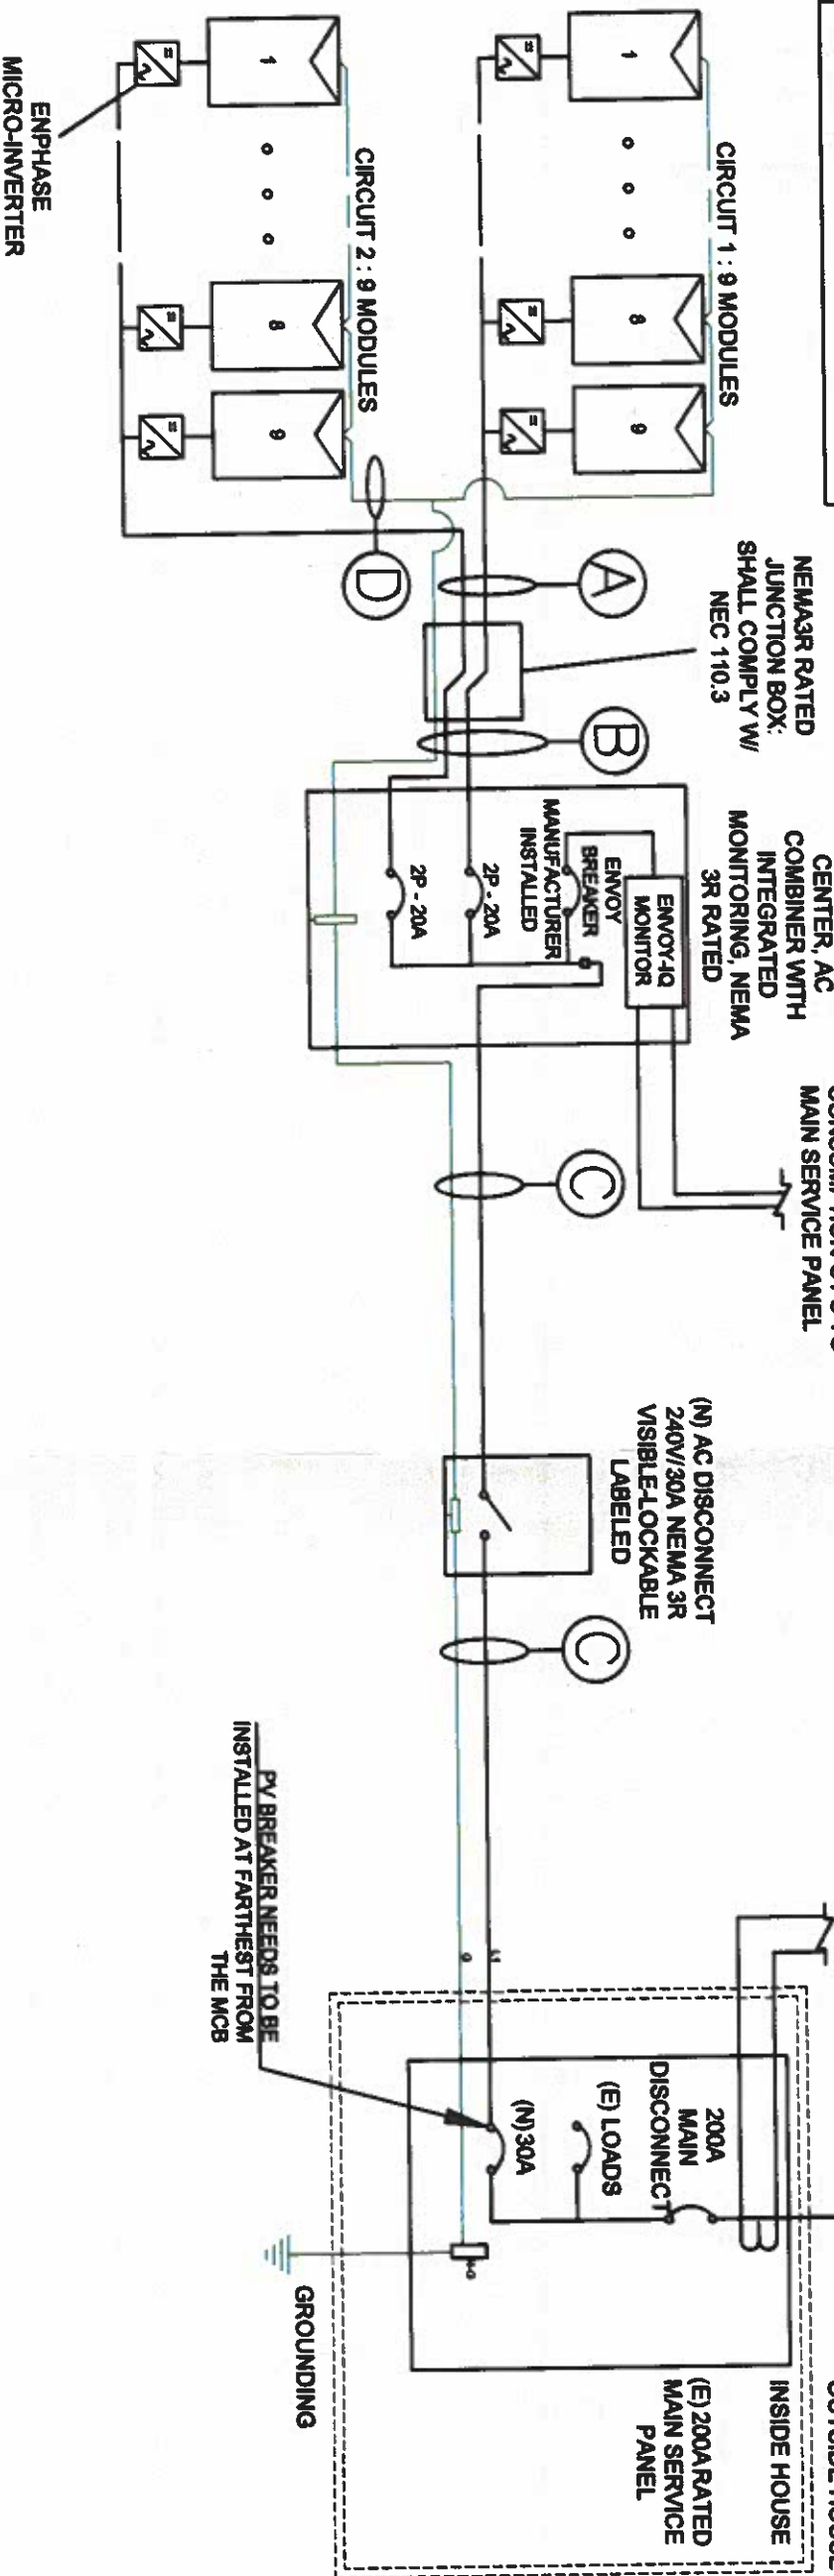 CIRCUIT 1 : 9 MODULES
1
8
9
CIRCUIT 2 : 9 MODULES
1
8
9
ENPHASE
MICRO-INVERTER
A
D
NEMA3R RATED
JUNCTION BOX:
SHALL COMPLY W/
NEC 110.3
B
CENTER, AC
COMBINER WITH
INTEGRATED
MONITORING, NEMA
3R RATED
ENVOY-IQ
MONITOR
ENVOY
BREAKER
MANUFACTURER
INSTALLED
2P - 20A
2P - 20A
MAIN SERVICE PANEL
C
(N) AC DISCONNECT
240V/30A NEMA 3R
VISIBLE-LOCKABLE
LABELED
C
PV BREAKER NEEDS TO BE
INSTALLED AT FARTHEST FROM
THE MCB
L1
G
200A
MAIN
DISCONNECT
(E) LOADS
(N)30A
GROUNDING
INSIDE HOUSE
(E)200A RATED
MAIN SERVICE
PANEL